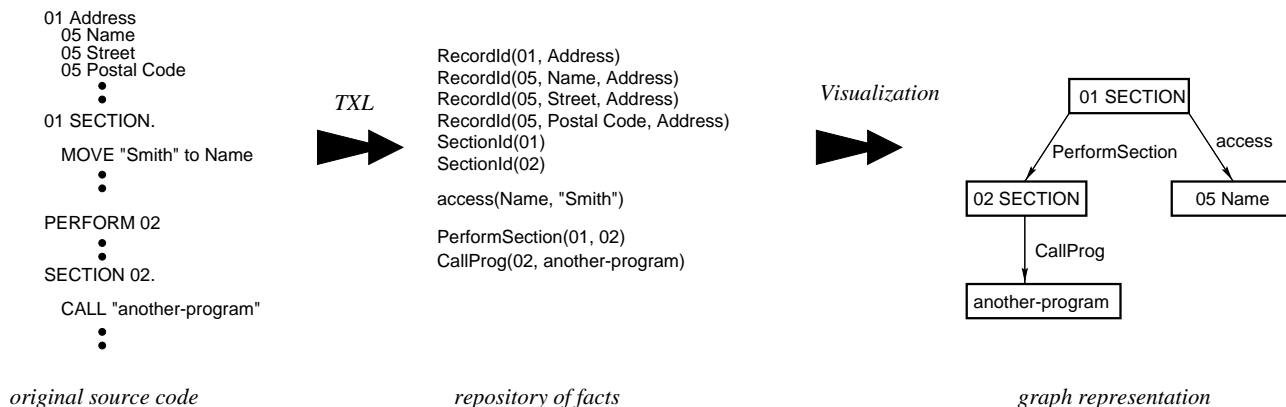 01 Address
05 Name
05 Street
05 Postal Code
01 SECTION.
MOVE "Smith" to Name
PERFORM 02
SECTION 02.
CALL "another-program"
original source code
TXL
RecordId(01, Address)
RecordId(05, Name, Address)
RecordId(05, Street, Address)
RecordId(05, Postal Code, Address)
SectionId(01)
SectionId(02)
access(Name, "Smith")
PerformSection(01, 02)
CallProg(02, another-program)
repository of facts
Visualization
01 SECTION
PerformSection
access
02 SECTION
05 Name
CallProg
another-program
graph representation